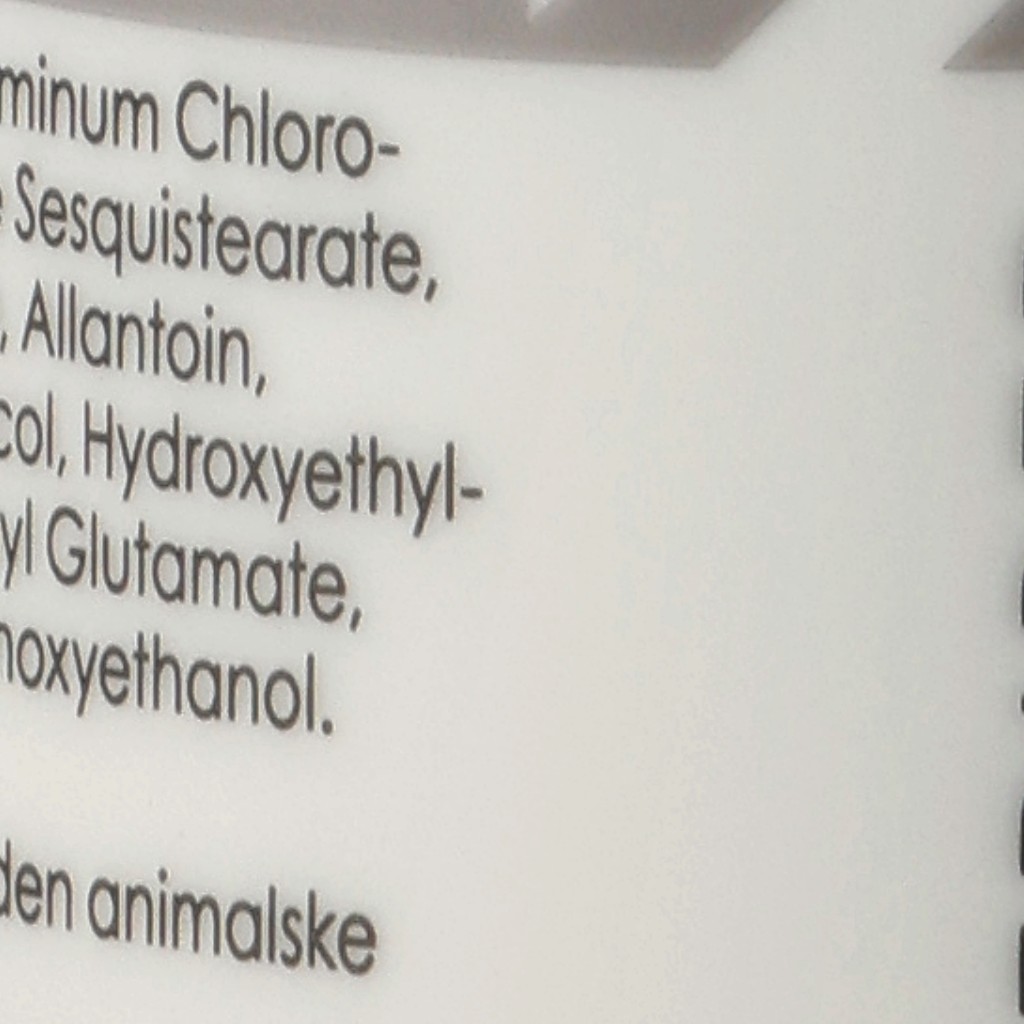 minum Chloro-
Sesquistearate,
, Allantoin,
col, Hydroxyethyl-
yl Glutamate,
noxyethanol.
den animalske